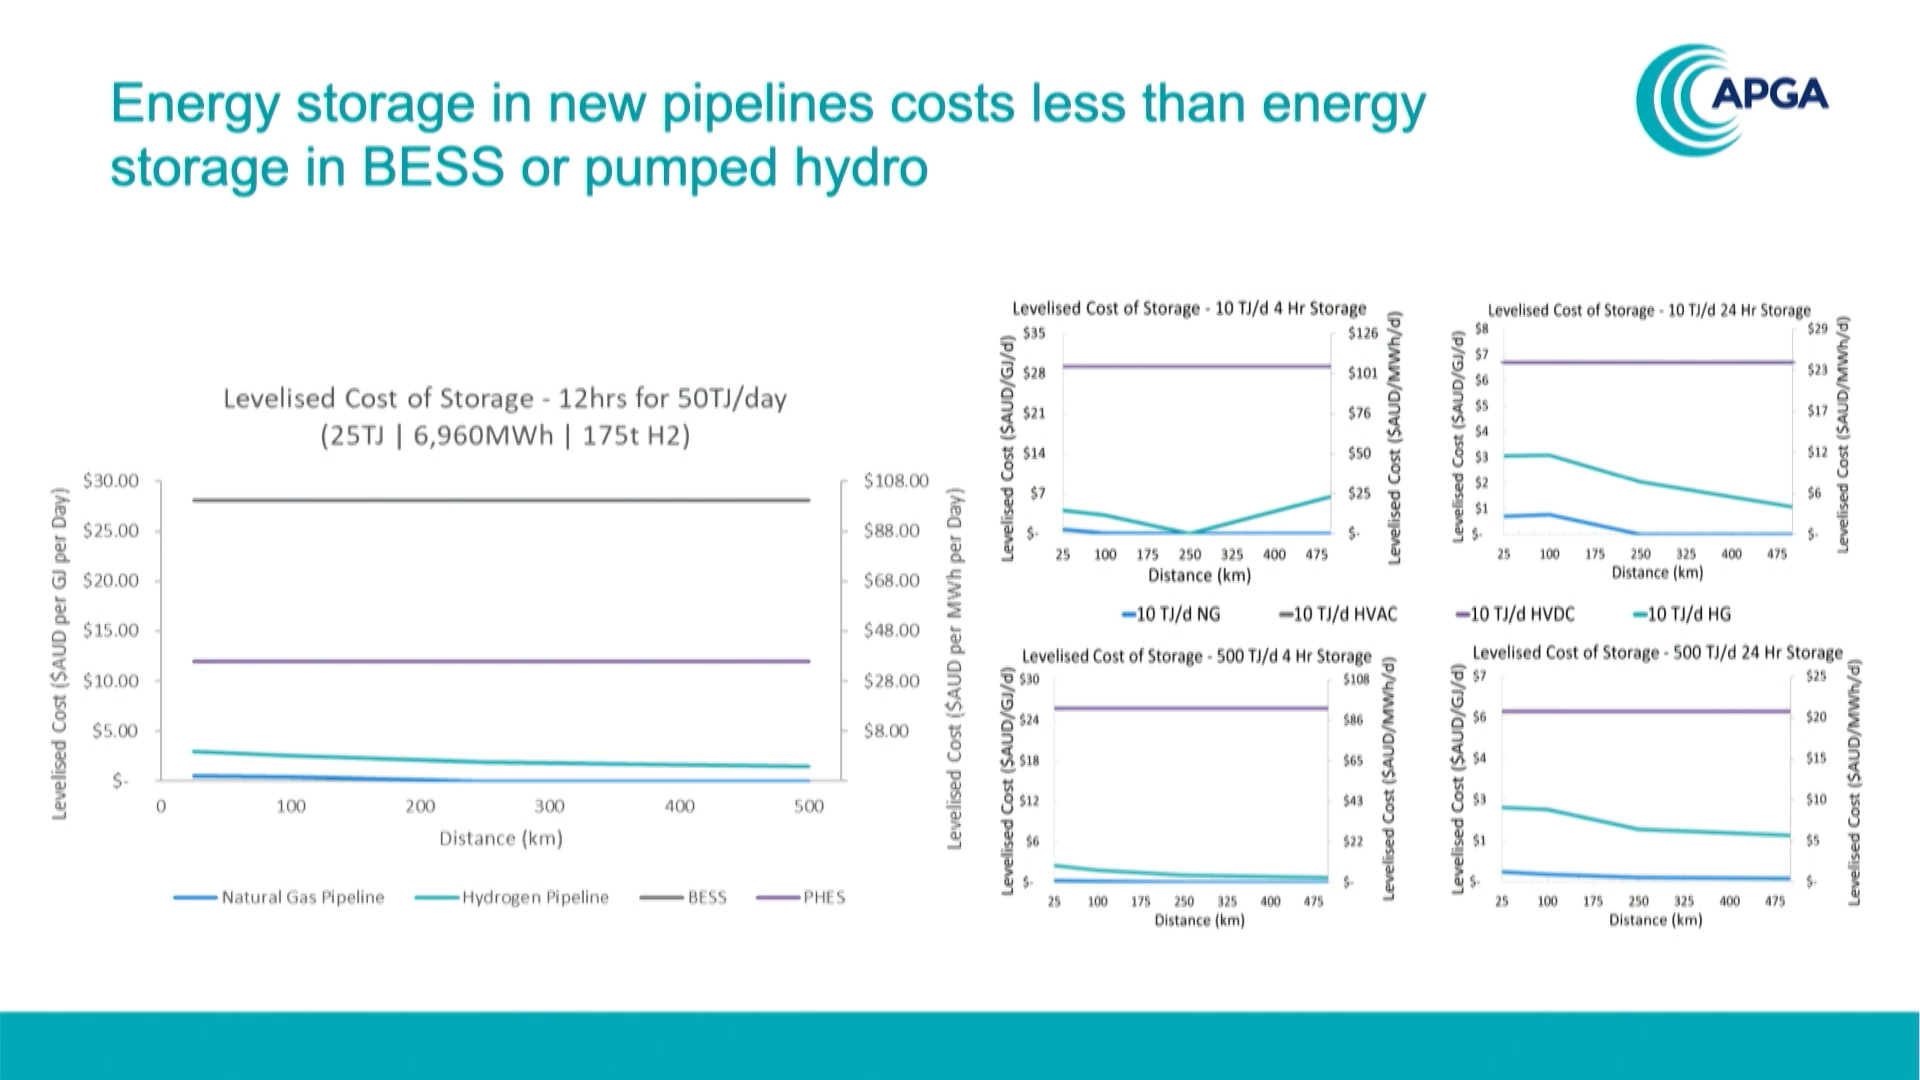 Energy storage in new pipelines costs less than energy
storage in BESS or pumped hydro
APGA
Levelised Cost of Storage - 12hrs for 50TJ/day
(25TJ | 6,960MWh | 175t H2)
Levelised Cost ($AUD per GJ per Day)
$30.00
$25.00
$20.00
$15.00
$10.00
$5.00
$-
$108.00
$88.00
$68.00
$48.00
$28.00
$8.00
Levelised Cost ($AUD per MWh per Day)
0 100 200 300 400 500
Distance (km)
Natural Gas Pipeline Hydrogen Pipeline BESS PHES
Levelised Cost of Storage - 10 TJ/d 4 Hr Storage
Levelised Cost ($AUD/GJ/d)
$35
$28
$21
$14
$7
$-
$126
$101
$76
$50
$25
$-
Levelised Cost ($AUD/MWh/d)
25 100 175 250 325 400 475
Distance (km)
Levelised Cost of Storage - 10 TJ/d 24 Hr Storage
Levelised Cost ($AUD/GJ/d)
$8
$7
$6
$5
$4
$3
$2
$1
$-
$29
$23
$17
$12
$6
$-
Levelised Cost ($AUD/MWh/d)
25 100 175 250 325 400 475
Distance (km)
10 TJ/d NG 10 TJ/d HVAC 10 TJ/d HVDC 10 TJ/d HG
Levelised Cost of Storage - 500 TJ/d 4 Hr Storage
Levelised Cost ($AUD/GJ/d)
$30
$24
$18
$12
$6
$-
$108
$86
$65
$43
$22
$-
Levelised Cost ($AUD/MWh/d)
25 100 175 250 325 400 475
Distance (km)
Levelised Cost of Storage - 500 TJ/d 24 Hr Storage
Levelised Cost ($AUD/GJ/d)
$7
$6
$4
$3
$1
$-
$25
$20
$15
$10
$5
$-
Levelised Cost ($AUD/MWh/d)
25 100 175 250 325 400 475
Distance (km)